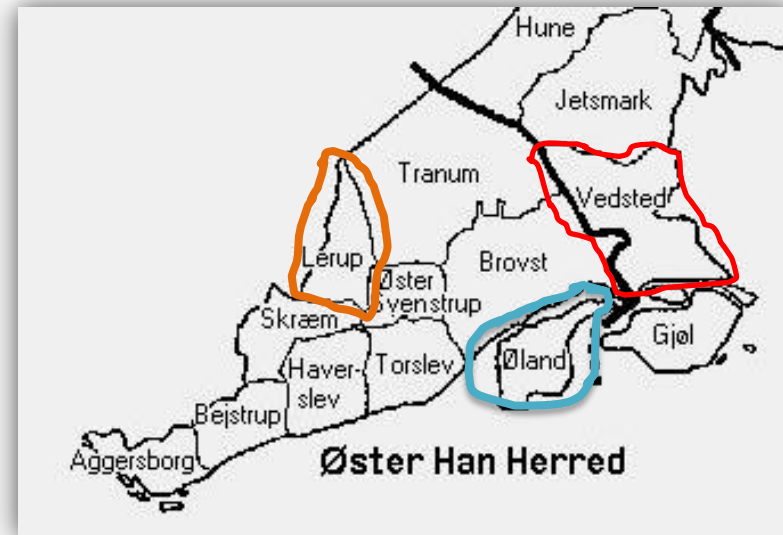 Hune
Jetsmark
Tranum
Vedsted
Lerup
Brovst
Øster
Svenstrup
Skræm
Gjøl
Haver-
slev
Torslev
Øland
Bejstrup
Aggersborg
Øster Han Herred